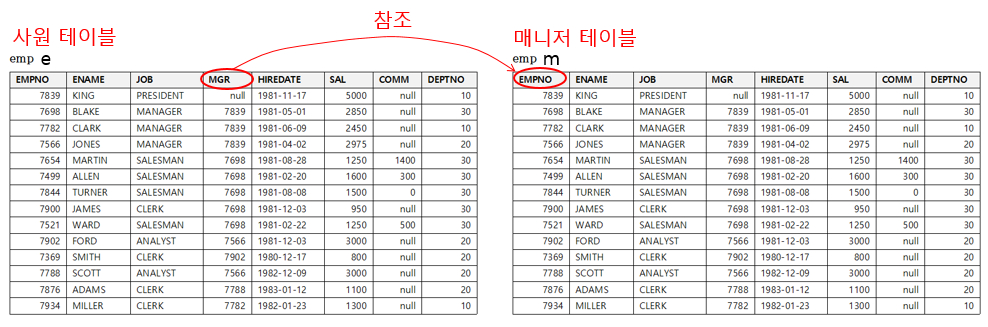 참조
사원 테이블
emp e
EMPNO ENAME JOB MGR HIREDATE SAL COMM DEPTNO
7839 KING PRESIDENT null 1981-11-17 5000 null 10
7698 BLAKE MANAGER 7839 1981-05-01 2850 null 30
7782 CLARK MANAGER 7839 1981-06-09 2450 null 10
7566 JONES MANAGER 7839 1981-04-02 2975 null 20
7654 MARTIN SALESMAN 7698 1981-08-28 1250 1400 30
7499 ALLEN SALESMAN 7698 1981-02-20 1600 300 30
7844 TURNER SALESMAN 7698 1981-08-08 1500 0 30
7900 JAMES CLERK 7698 1981-12-03 950 null 30
7521 WARD SALESMAN 7698 1981-02-22 1250 500 30
7902 FORD ANALYST 7566 1981-12-03 3000 null 20
7369 SMITH CLERK 7902 1980-12-17 800 null 20
7788 SCOTT ANALYST 7566 1982-12-09 3000 null 20
7876 ADAMS CLERK 7788 1983-01-12 1100 null 20
7934 MILLER CLERK 7782 1982-01-23 1300 null 10
매니저 테이블
emp m
EMPNO ENAME JOB MGR HIREDATE SAL COMM DEPTNO
7839 KING PRESIDENT null 1981-11-17 5000 null 10
7698 BLAKE MANAGER 7839 1981-05-01 2850 null 30
7782 CLARK MANAGER 7839 1981-06-09 2450 null 10
7566 JONES MANAGER 7839 1981-04-02 2975 null 20
7654 MARTIN SALESMAN 7698 1981-08-28 1250 1400 30
7499 ALLEN SALESMAN 7698 1981-02-20 1600 300 30
7844 TURNER SALESMAN 7698 1981-08-08 1500 0 30
7900 JAMES CLERK 7698 1981-12-03 950 null 30
7521 WARD SALESMAN 7698 1981-02-22 1250 500 30
7902 FORD ANALYST 7566 1981-12-03 3000 null 20
7369 SMITH CLERK 7902 1980-12-17 800 null 20
7788 SCOTT ANALYST 7566 1982-12-09 3000 null 20
7876 ADAMS CLERK 7788 1983-01-12 1100 null 20
7934 MILLER CLERK 7782 1982-01-23 1300 null 10